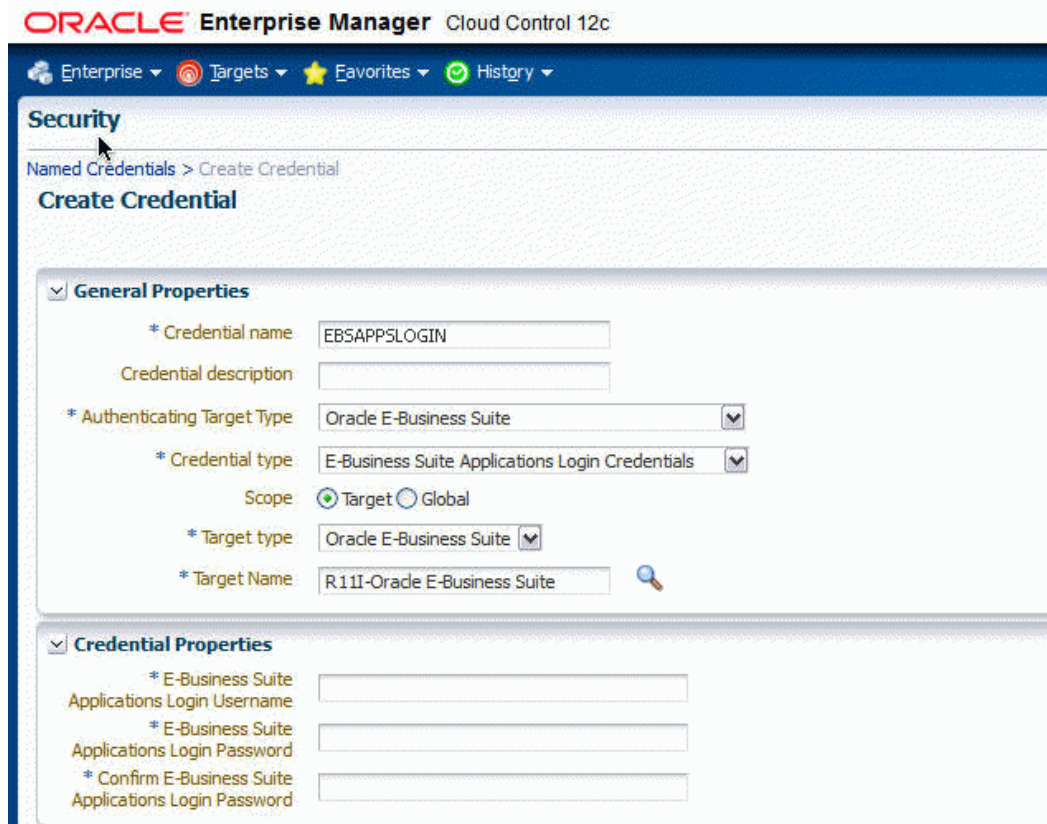 ORACLE Enterprise Manager Cloud Control 12c
Enterprise Targets Favorites History
Security
Named Credentials > Create Credential
Create Credential
General Properties
* Credential name EBSAPPSLOGIN
Credential description
* Authenticating Target Type Oracle E-Business Suite
* Credential type E-Business Suite Applications Login Credentials
Scope Target Global
* Target type Oracle E-Business Suite
* Target Name R11I-Oracle E-Business Suite
Credential Properties
* E-Business Suite
Applications Login Username
* E-Business Suite
Applications Login Password
* Confirm E-Business Suite
Applications Login Password